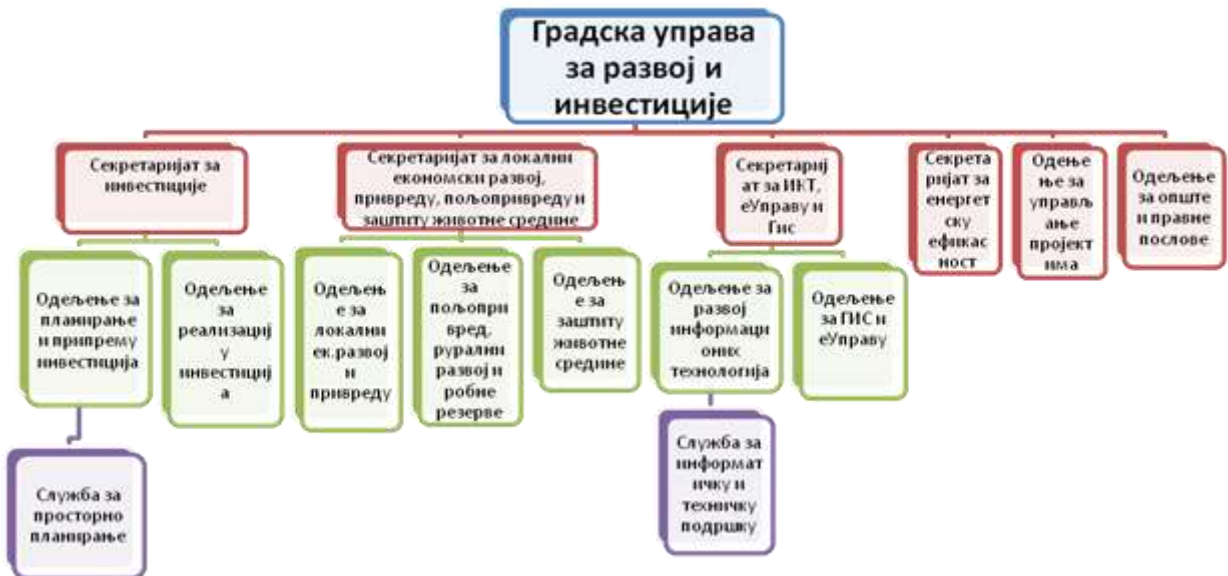 Градска управа
за развој и
инвестиције
Секретаријат за
инвестиције
Секретаријат за локални
економски развој,
привреду, пољопривреду и
заштиту животне средине
Секретариј
ат за ИКТ,
еУправу и
Гис
Секрета
ријат за
енергет
ску
ефикас
ност
Одење
ње за
управљ
ање
пројект
има
Одељење
за опште
и правне
послове
Одељење за
планирање
и припрему
инвестиција
Одељење
за
реализациј
у
инвестициј
а
Одељењ
е за
локални
ек.развој
и
привреду
Одељење
за
пољопри
вред,
рурални
развој и
робне
резерве
Одељењ
е за
заштиту
животне
средине
Одељење за
развој
информаци
оних
технологија
Одељење
за ГИС и
еУправу
Служба за
просторно
планирање
Служба за
информат
ичку и
техничку
подршку